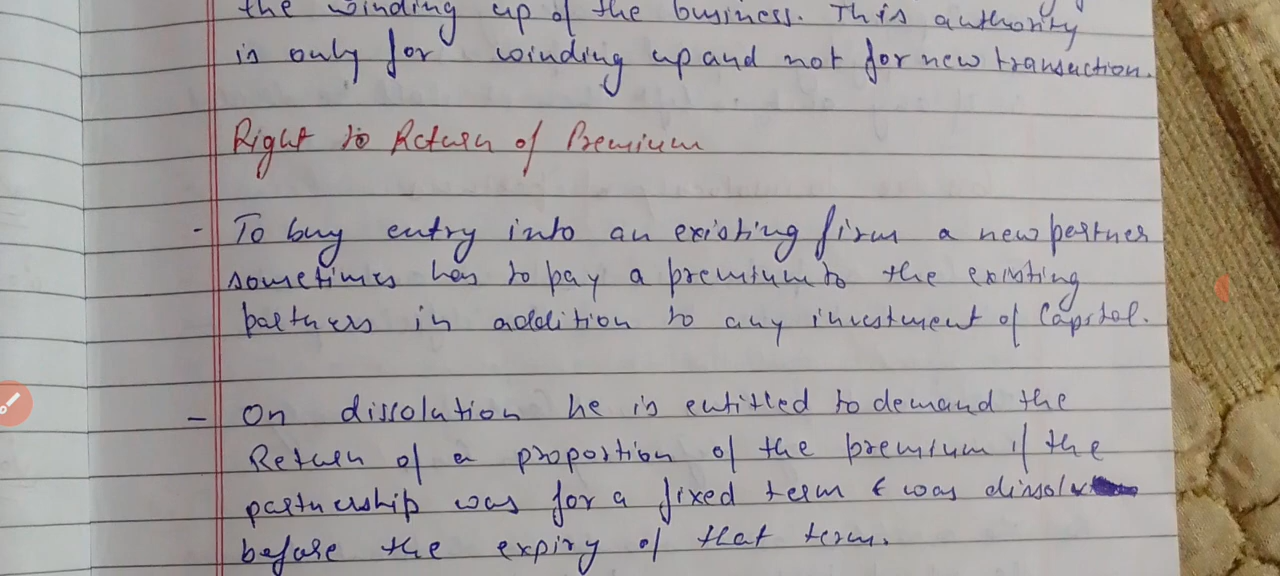 the winding up of the business. This authority
is only for winding up and not for new transaction.
Right to Return of Premium
- To buy entry into an existing firm a new partner
sometimes has to pay a premium to the existing
partners in addition to any investment of Capital.
- On dissolution he is entitled to demand the
Return of a proportion of the premium if the
partnership was for a fixed term & was dissolv
before the expiry of that term.